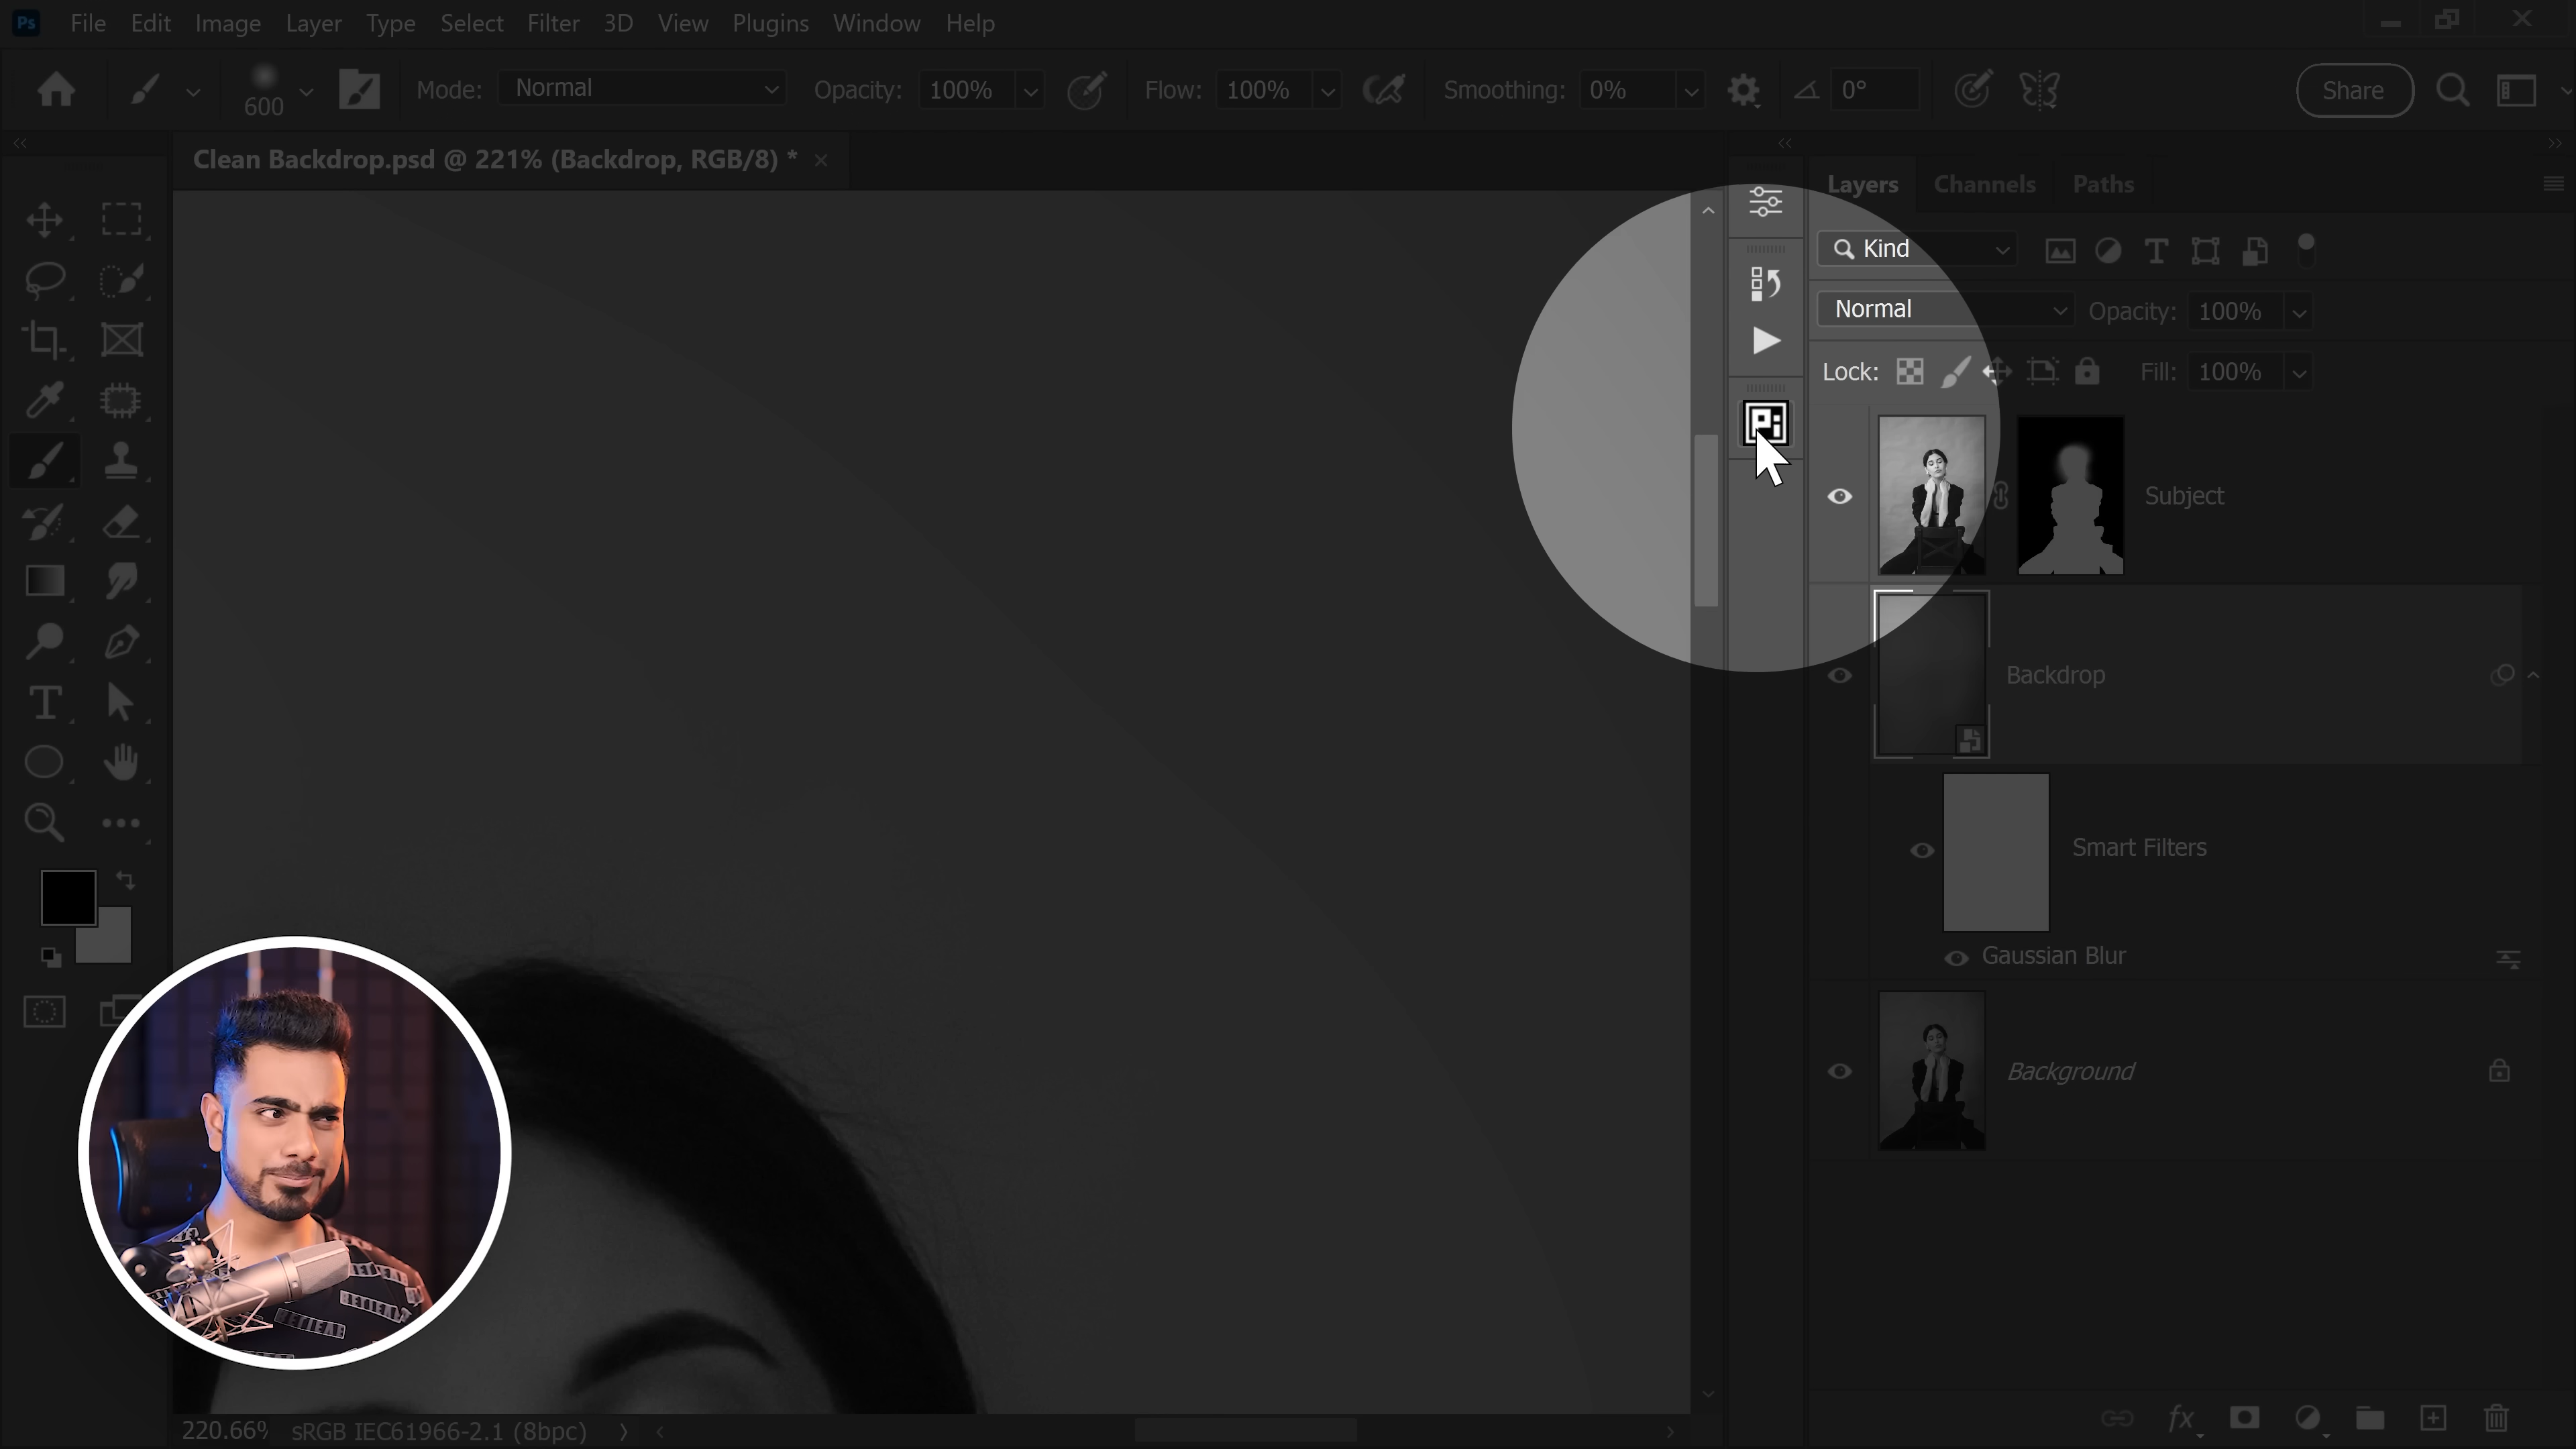 Ps File Edit Image Layer Type Select Filter 3D View Plugins Window Help
600 Mode: Normal Opacity: 100% Flow: 100% Smoothing: 0% 0° Share
Clean Backdrop.psd @ 221% (Backdrop, RGB/8) *
Layers Channels Paths
Kind
Normal Opacity: 100%
Lock: Fill: 100%
Pi
Subject
Backdrop
Smart Filters
Gaussian Blur
Background
220.66% sRGB IEC61966-2.1 (8bpc)
fx